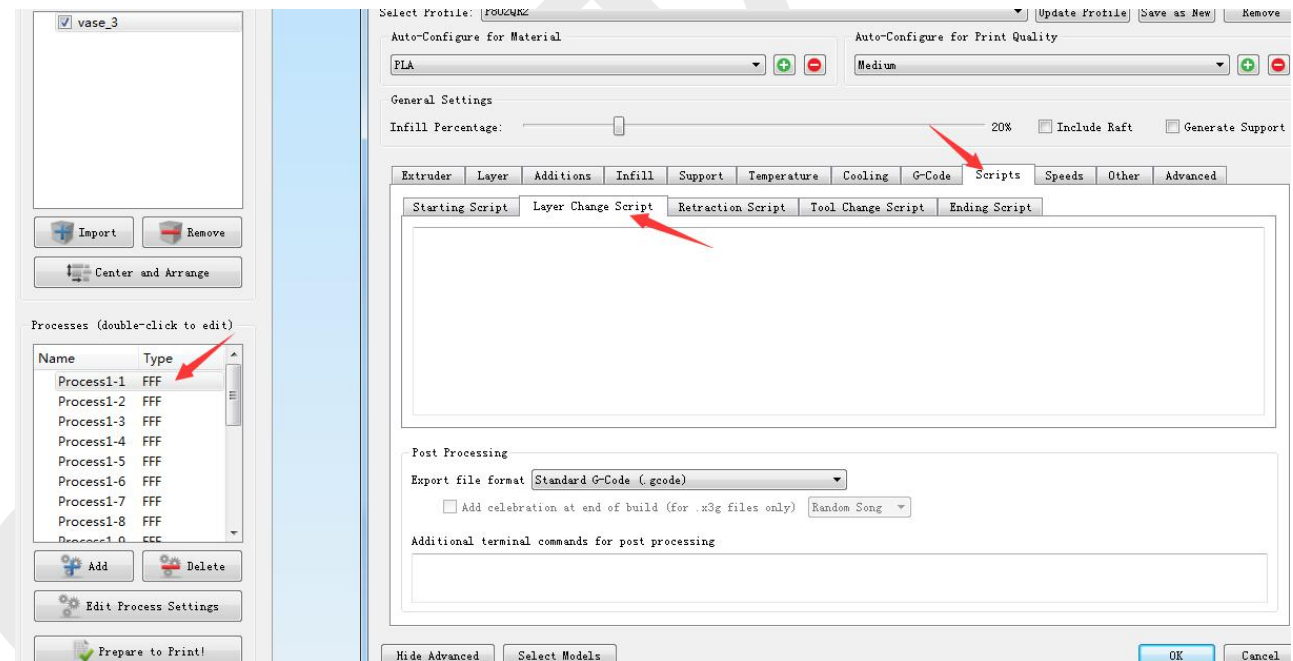 vase_3
Import
Remove
Center and Arrange
Processes (double-click to edit)
Name Type
Process1-1 FFF
Process1-2 FFF
Process1-3 FFF
Process1-4 FFF
Process1-5 FFF
Process1-6 FFF
Process1-7 FFF
Process1-8 FFF
Process1-9 FFF
Add
Delete
Edit Process Settings
Prepare to Print!
Select Profile:
Update Profile Save as New Remove
Auto-Configure for Material
PLA
Auto-Configure for Print Quality
Medium
General Settings
Infill Percentage: 20% Include Raft Generate Support
Extruder Layer Additions Infill Support Temperature Cooling G-Code Scripts Speeds Other Advanced
Starting Script Layer Change Script Retraction Script Tool Change Script Ending Script
Post Processing
Export file format Standard G-Code (.gcode)
Add celebration at end of build (for .x3g files only) Random Song
Additional terminal commands for post processing
Hide Advanced Select Models OK Cancel